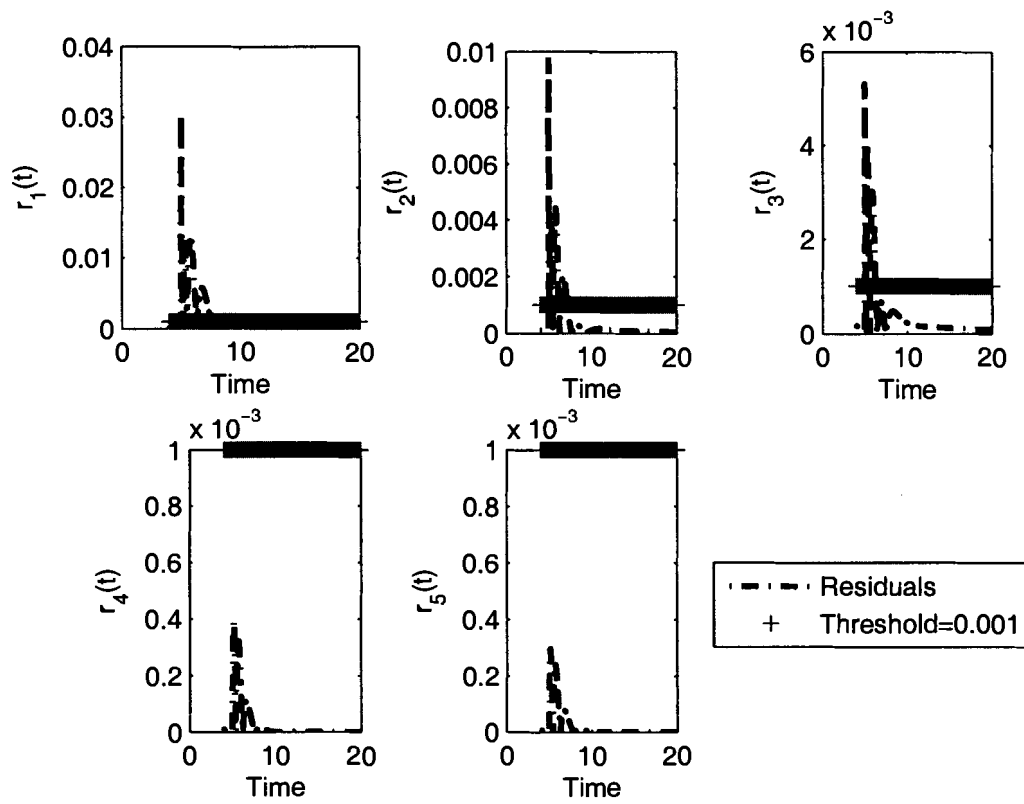 0.04
0.03
0.02
0.01
0
r1(t)
0 10 20
Time
0.01
0.008
0.006
0.004
0.002
0
r2(t)
0 10 20
Time
x 10−3
6
4
2
0
r3(t)
0 10 20
Time
x 10−3
1
0.8
0.6
0.4
0.2
0
r4(t)
0 10 20
Time
x 10−3
1
0.8
0.6
0.4
0.2
0
r5(t)
0 10 20
Time
Residuals
+ Threshold=0.001